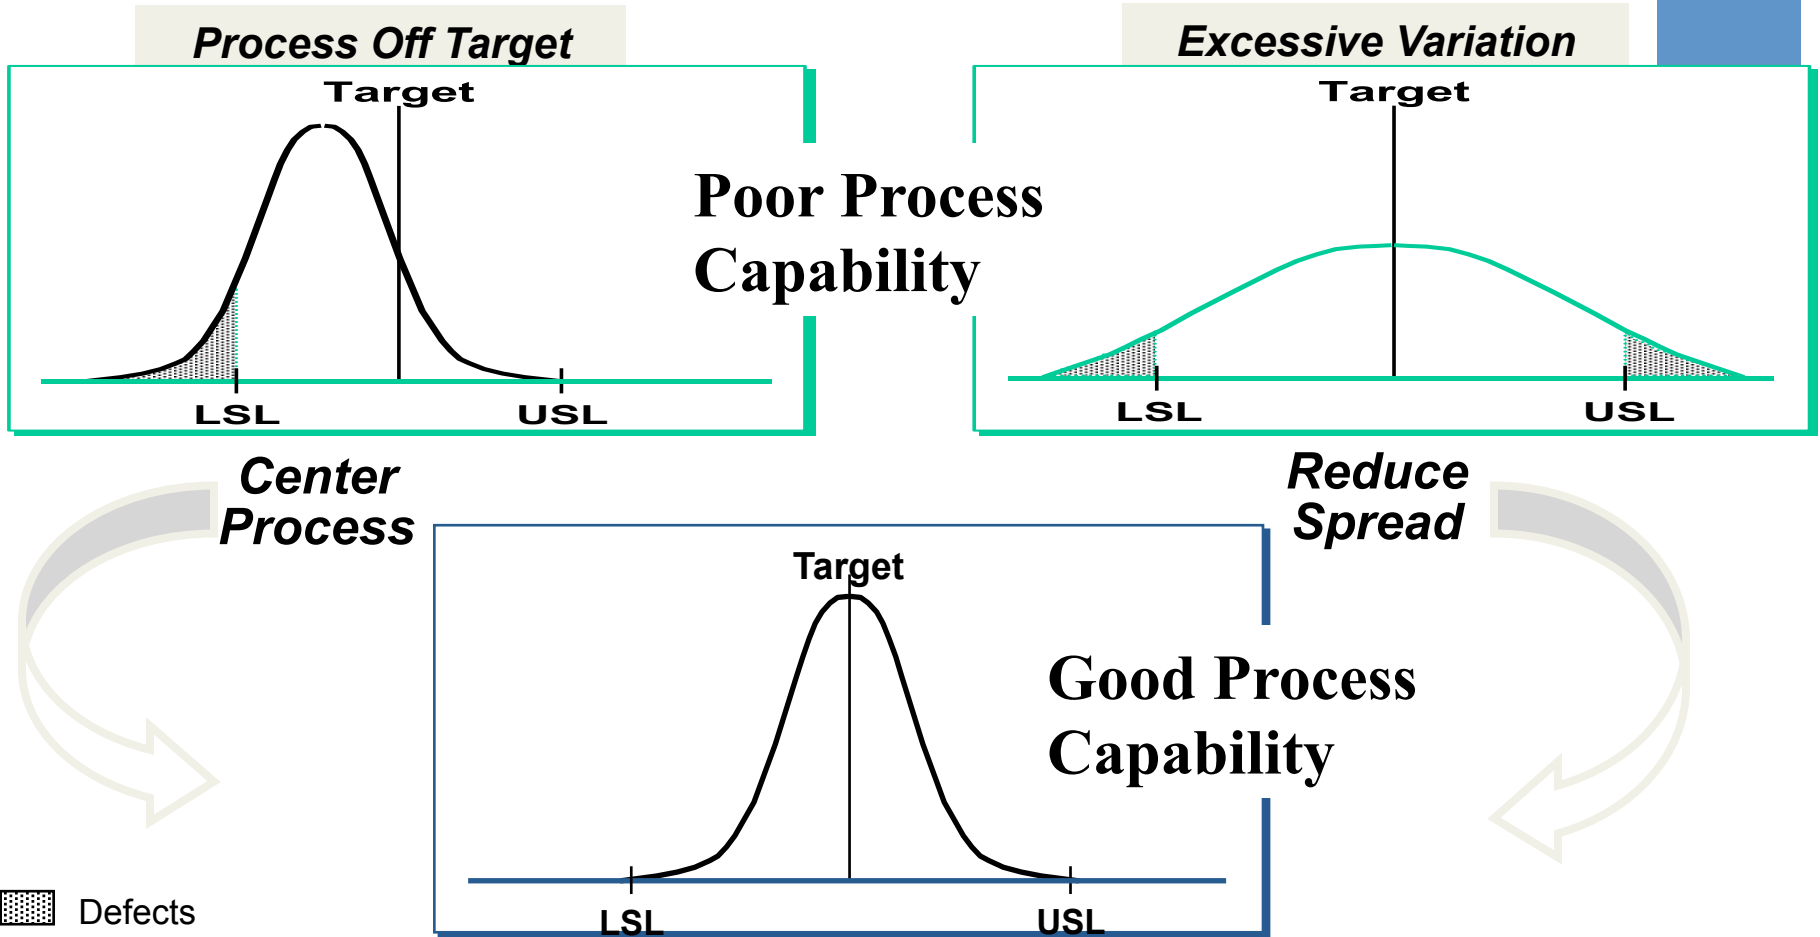 Process Off Target
Excessive Variation
Target
Target
Poor Process
Capability
LSL
USL
LSL
USL
Center
Process
Reduce
Spread
Target
Good Process
Capability
LSL
USL
Defects